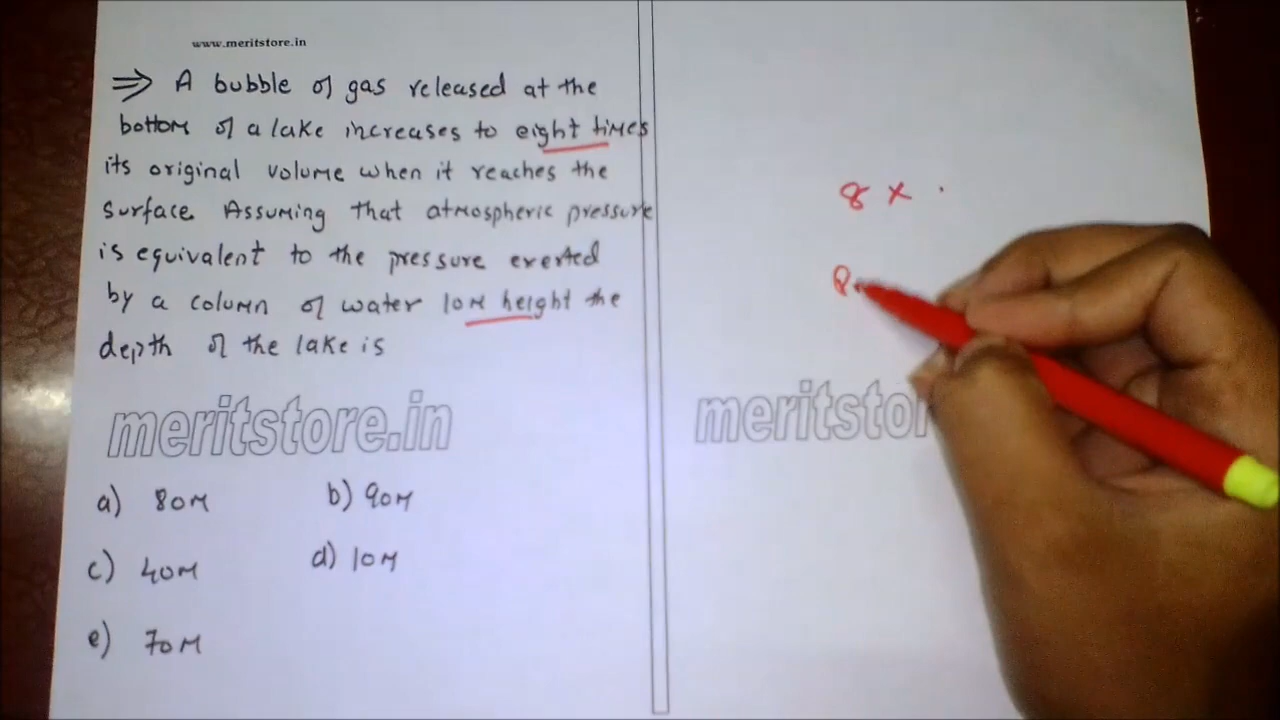 www.meritstore.in
⇒ A bubble of gas released at the
bottom of a lake increases to eight times
its original volume when it reaches the
surface. Assuming that atmospheric pressure
is equivalent to the pressure exerted
by a column of water 10M height the
depth of the lake is
8 x
meritstore.in
meritstor
a) 80M b) 90M
c) 40M d) 10M
e) 70M